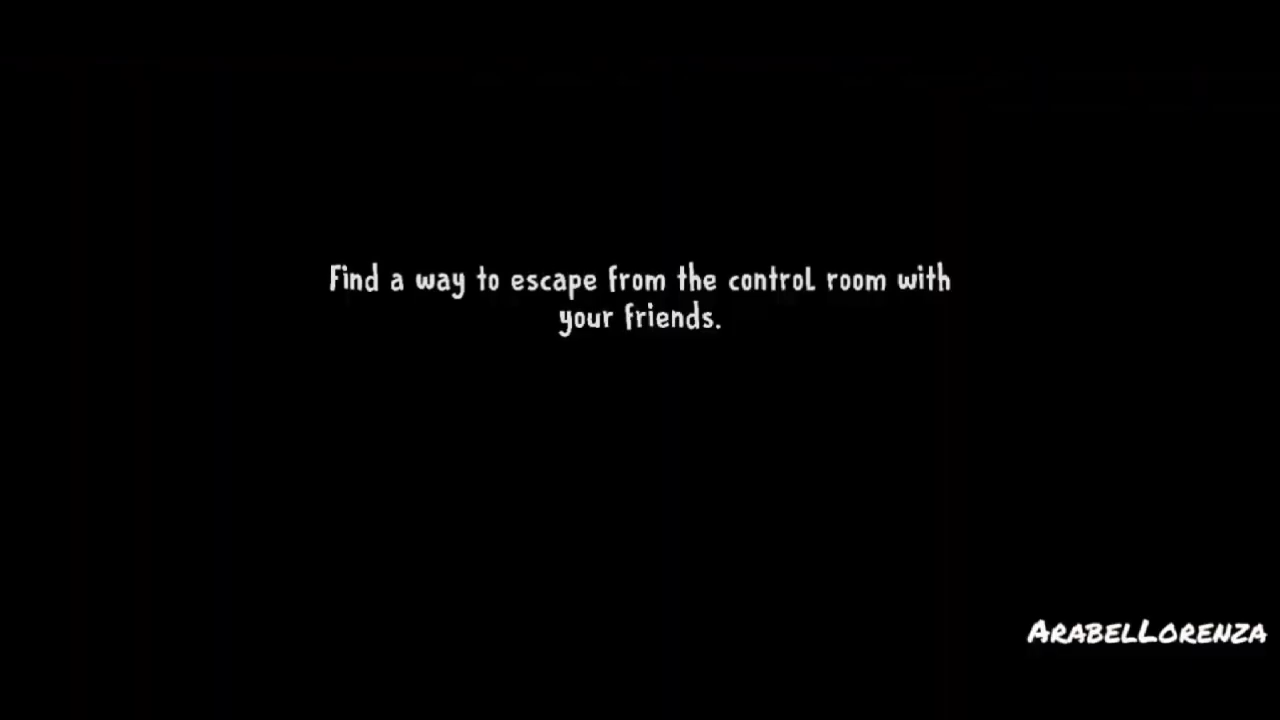 Find a way to escape from the control room with
your friends.
ArabelLorenza